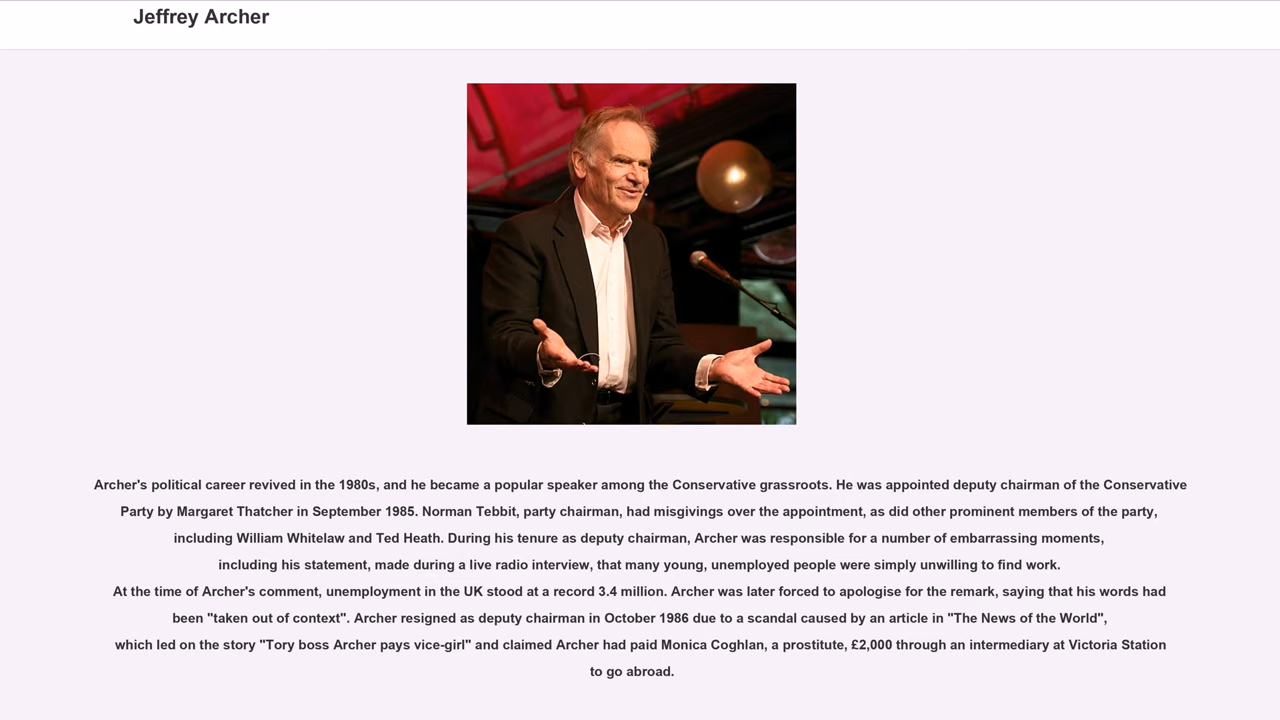 Jeffrey Archer
Archer's political career revived in the 1980s, and he became a popular speaker among the Conservative grassroots. He was appointed deputy chairman of the Conservative
Party by Margaret Thatcher in September 1985. Norman Tebbit, party chairman, had misgivings over the appointment, as did other prominent members of the party,
including William Whitelaw and Ted Heath. During his tenure as deputy chairman, Archer was responsible for a number of embarrassing moments,
including his statement, made during a live radio interview, that many young, unemployed people were simply unwilling to find work.
At the time of Archer's comment, unemployment in the UK stood at a record 3.4 million. Archer was later forced to apologise for the remark, saying that his words had
been "taken out of context". Archer resigned as deputy chairman in October 1986 due to a scandal caused by an article in "The News of the World",
which led on the story "Tory boss Archer pays vice-girl" and claimed Archer had paid Monica Coghlan, a prostitute, £2,000 through an intermediary at Victoria Station
to go abroad.